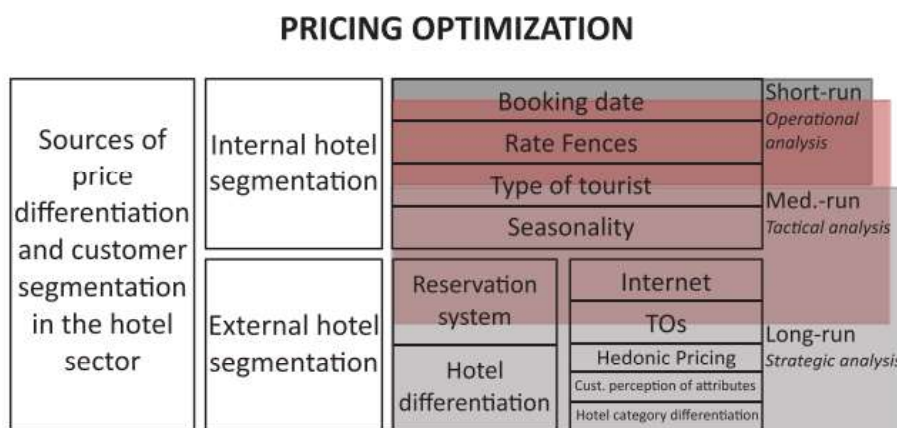 PRICING OPTIMIZATION
Sources of
price
differentiation
and customer
segmentation
in the hotel
sector
Internal hotel
segmentation
Booking date
Rate Fences
Type of tourist
Seasonality
Short-run
Operational
analysis
Med.-run
Tactical analysis
External hotel
segmentation
Reservation
system
Hotel
differentiation
Internet
TOs
Hedonic Pricing
Cust. perception of attributes
Hotel category differentiation
Long-run
Strategic analysis